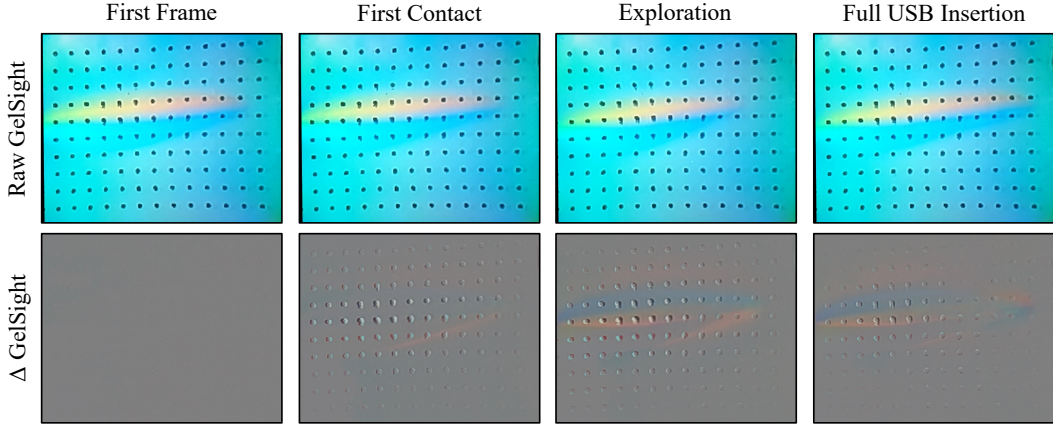 First Frame
First Contact
Exploration
Full USB Insertion
Raw GelSight
Δ GelSight